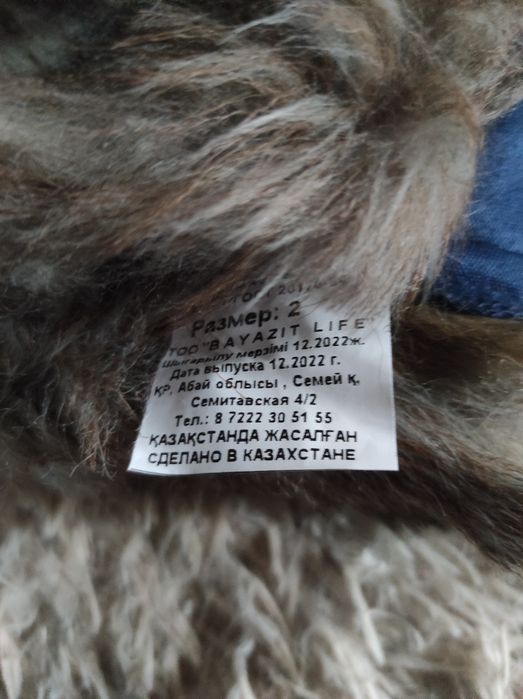 Размер: 2
ТОО "BAYAZIT LIFE"
Шығарылу мерзімі 12.2022ж.
Дата выпуска 12.2022 г.
ҚР, Абай облысы , Семей қ.
Семитавская 4/2
Тел.: 8 7222 30 51 55
ҚАЗАҚСТАНДА ЖАСАЛҒАН
СДЕЛАНО В КАЗАХСТАНЕ